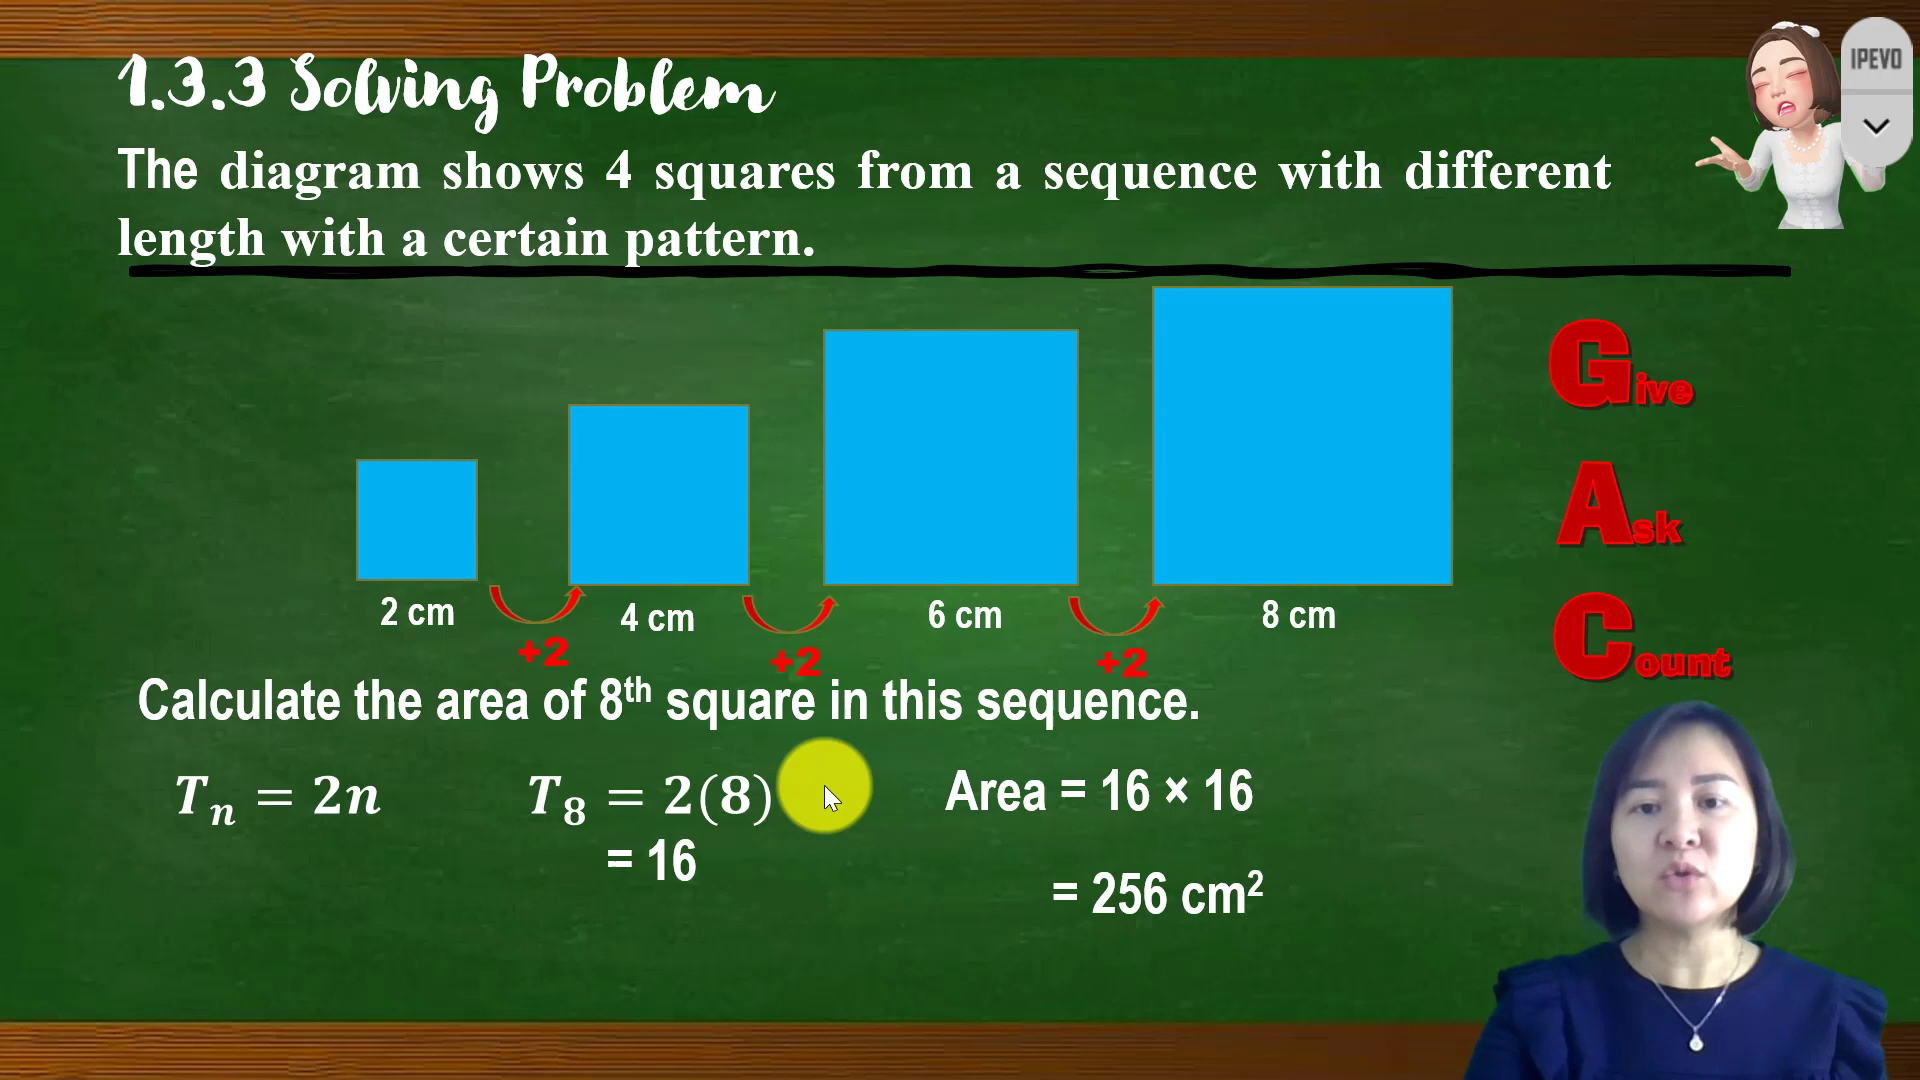 1.3.3 Solving Problem
IPEVO
The diagram shows 4 squares from a sequence with different
length with a certain pattern.
Give
Ask
Count
2 cm
4 cm
6 cm
8 cm
+2
+2
+2
Calculate the area of 8th square in this sequence.
Tn = 2n
T8 = 2(8)
= 16
Area = 16 × 16
= 256 cm²